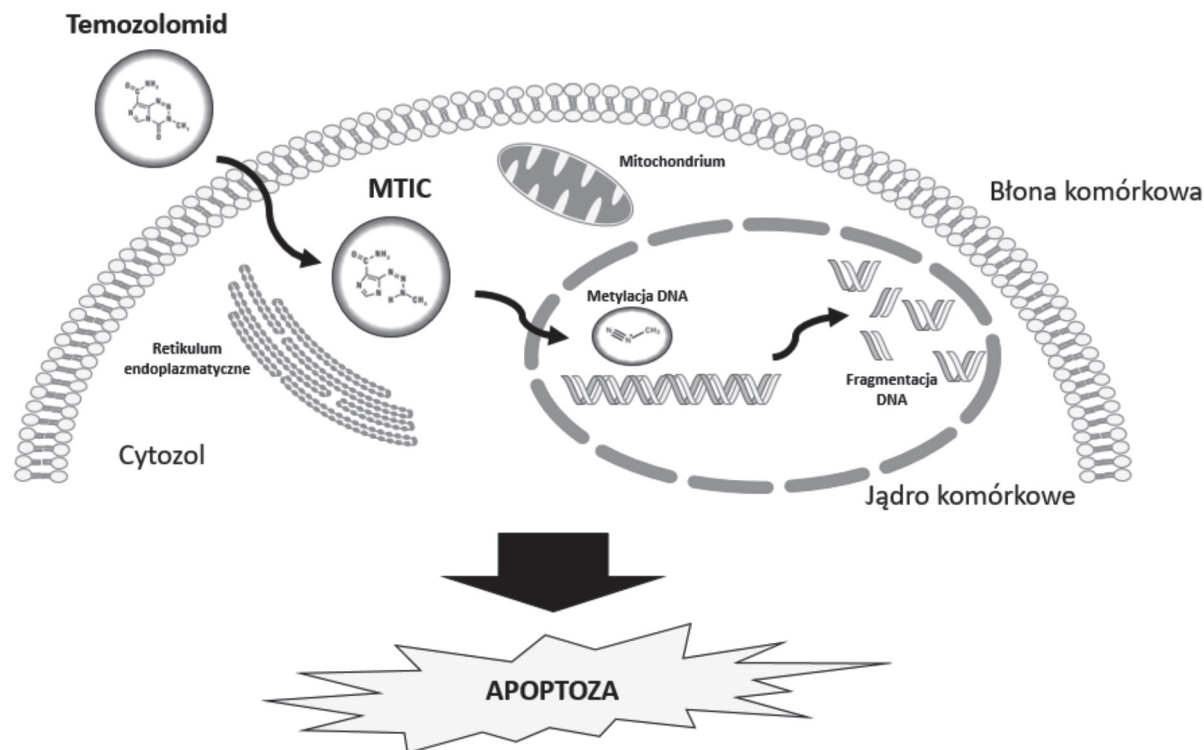 Temozolomid
MTIC
Mitochondrium
Błona komórkowa
Metylacja DNA
Retikulum
endoplazmatyczne
Fragmentacja
DNA
Cytozol
Jądro komórkowe
APOPTOZA